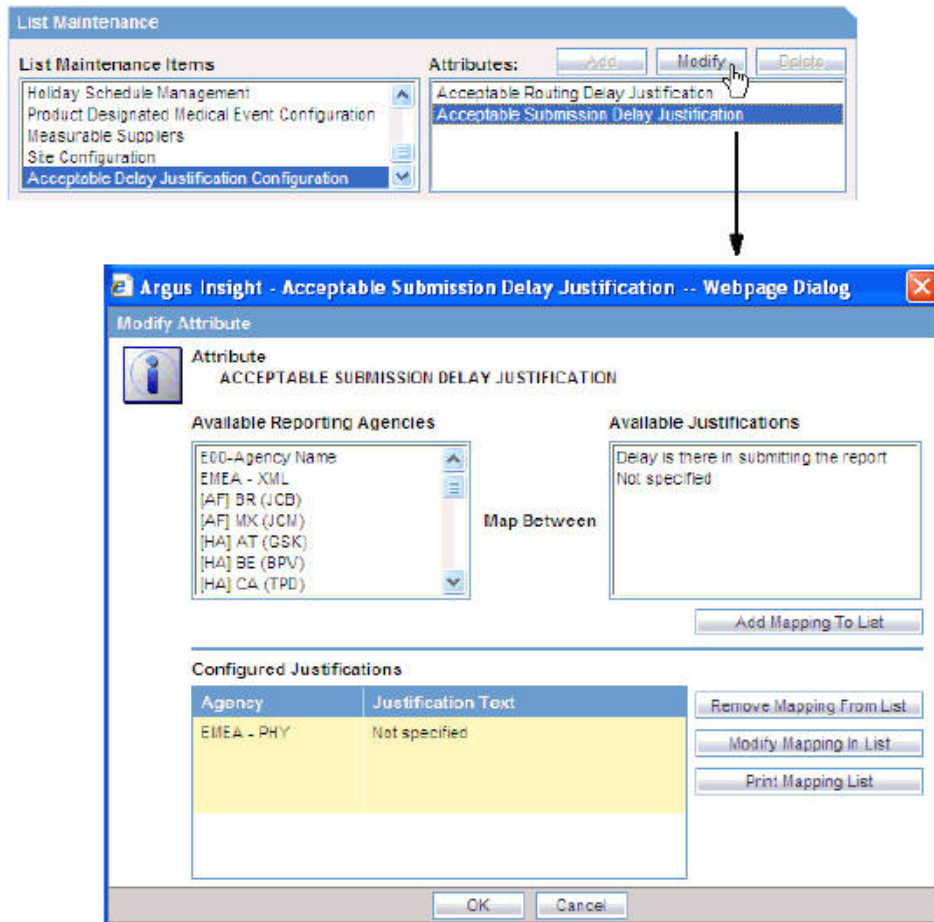 List Maintenance
List Maintenance Items
Attributes:
Add
Modify
Delete
Holiday Schedule Management
Product Designated Medical Event Configuration
Measurable Suppliers
Site Configuration
Acceptable Delay Justification Configuration
Acceptable Routing Delay Justification
Acceptable Submission Delay Justification
Argus Insight - Acceptable Submission Delay Justification -- Webpage Dialog
Modify Attribute
Attribute
ACCEPTABLE SUBMISSION DELAY JUSTIFICATION
Available Reporting Agencies
Available Justifications
E00-Agency Name
EMEA - XML
[AF] BR (JCB)
[AF] MX (JCM)
[HA] AT (GSK)
[HA] BE (BPV)
[HA] CA (TPD)
Map Between
Delay is there in submitting the report
Not specified
Add Mapping To List
Configured Justifications
Agency Justification Text
EMEA - PHY Not specified
Remove Mapping From List
Modify Mapping In List
Print Mapping List
OK Cancel